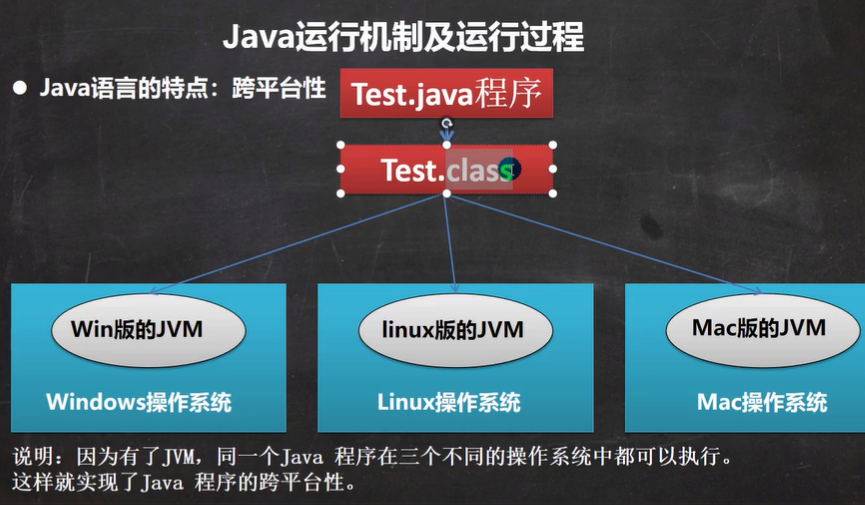 Java运行机制及运行过程
Java语言的特点：跨平台性
Test.java程序
Test.class
Win版的JVM
linux版的JVM
Mac版的JVM
Windows操作系统
Linux操作系统
Mac操作系统
说明：因为有了JVM，同一个Java 程序在三个不同的操作系统中都可以执行。
这样就实现了Java 程序的跨平台性。